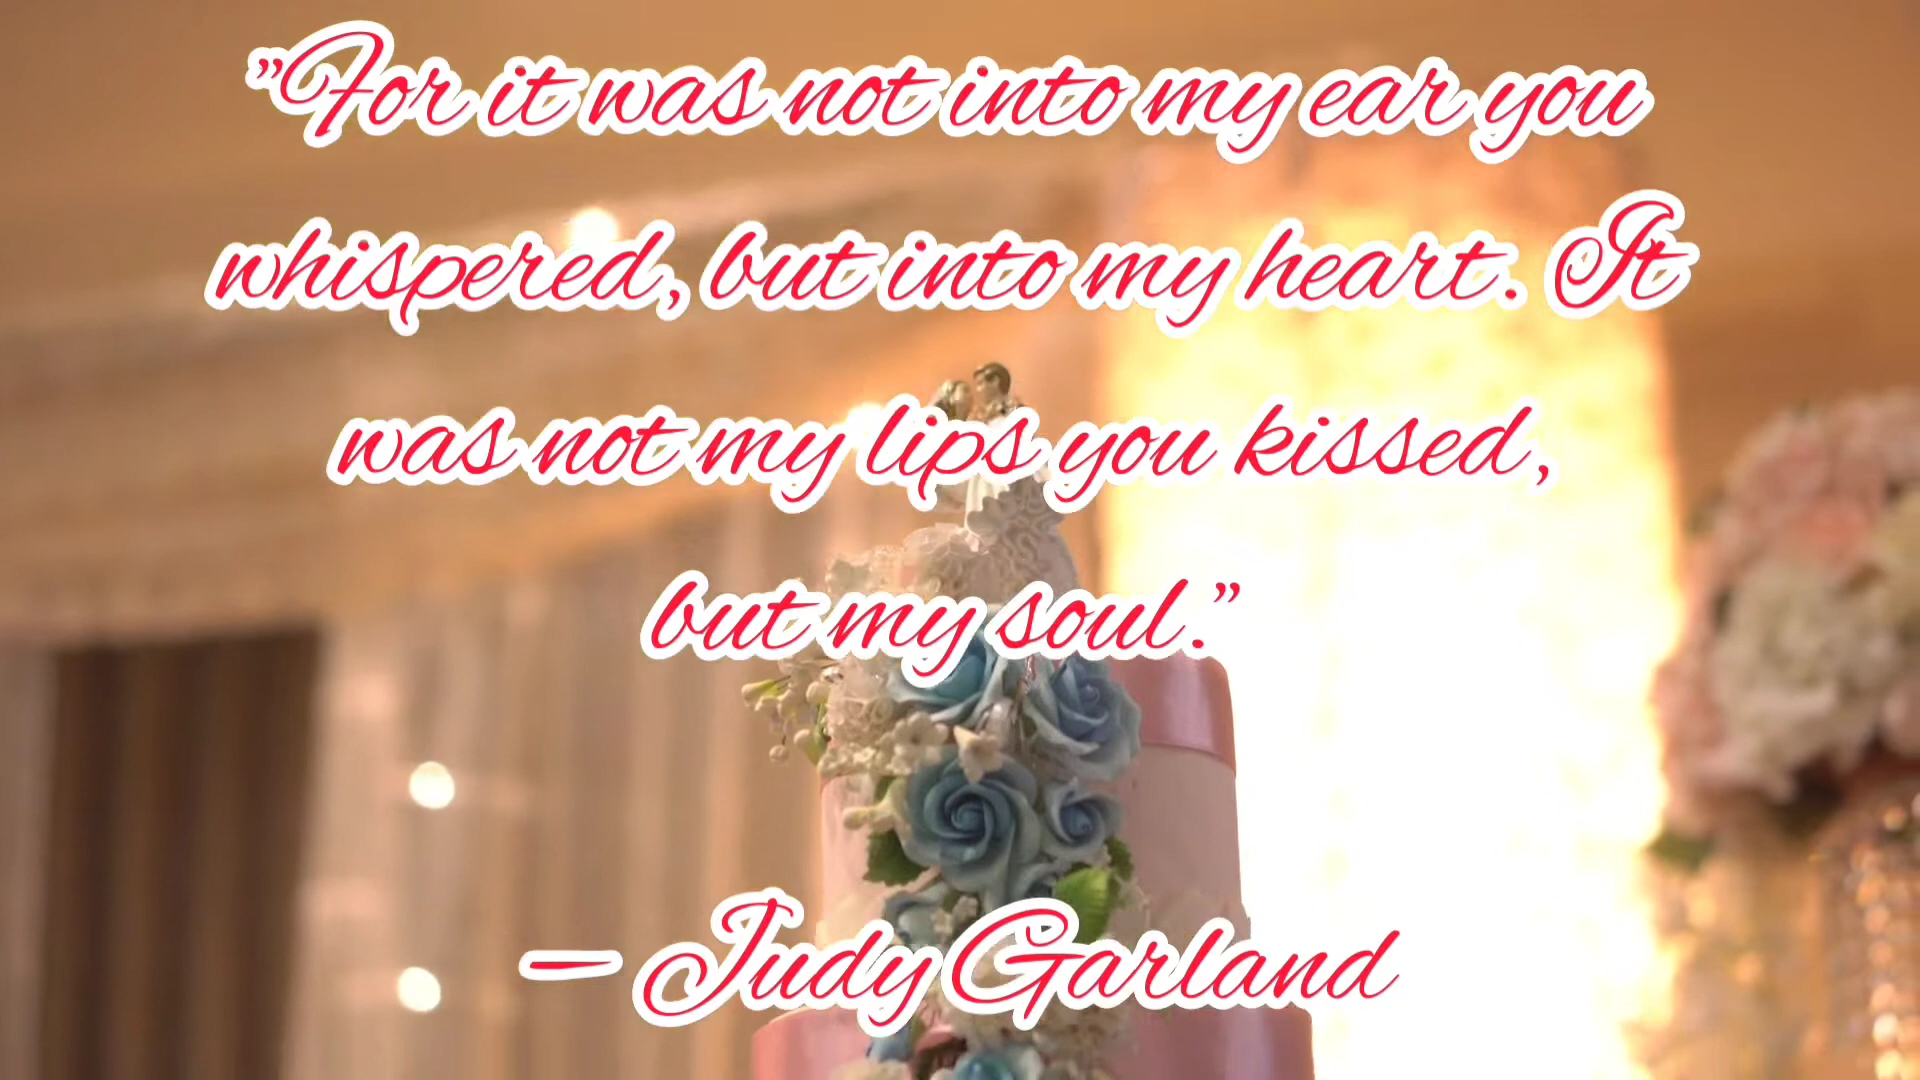 ”For it was not into my ear you
whispered, but into my heart. It
was not my lips you kissed,
but my soul.”
– Judy Garland